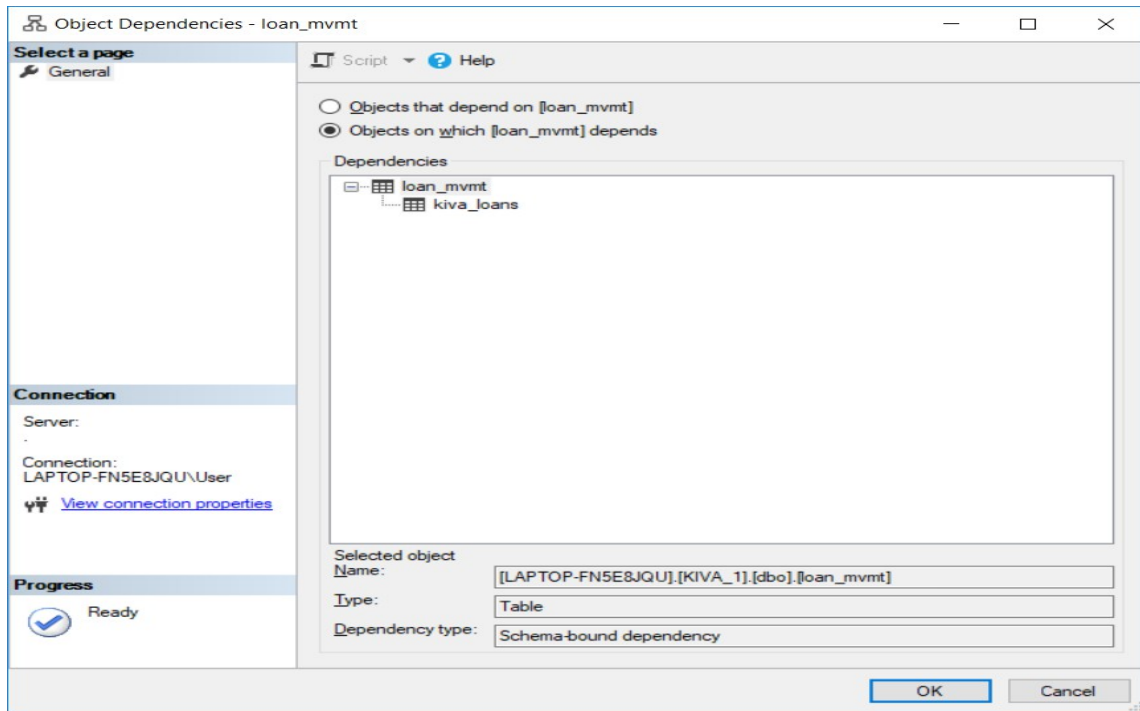 Object Dependencies - loan_mvmt
Select a page
General
Script
Help
Objects that depend on [loan_mvmt]
Objects on which [loan_mvmt] depends
Dependencies
loan_mvmt
kiva_loans
Connection
Server:
.
Connection:
LAPTOP-FN5E8JQU\User
View connection properties
Progress
Ready
Selected object
Name:
[LAPTOP-FN5E8JQU].[KIVA_1].[dbo].[loan_mvmt]
Type:
Table
Dependency type:
Schema-bound dependency
OK
Cancel